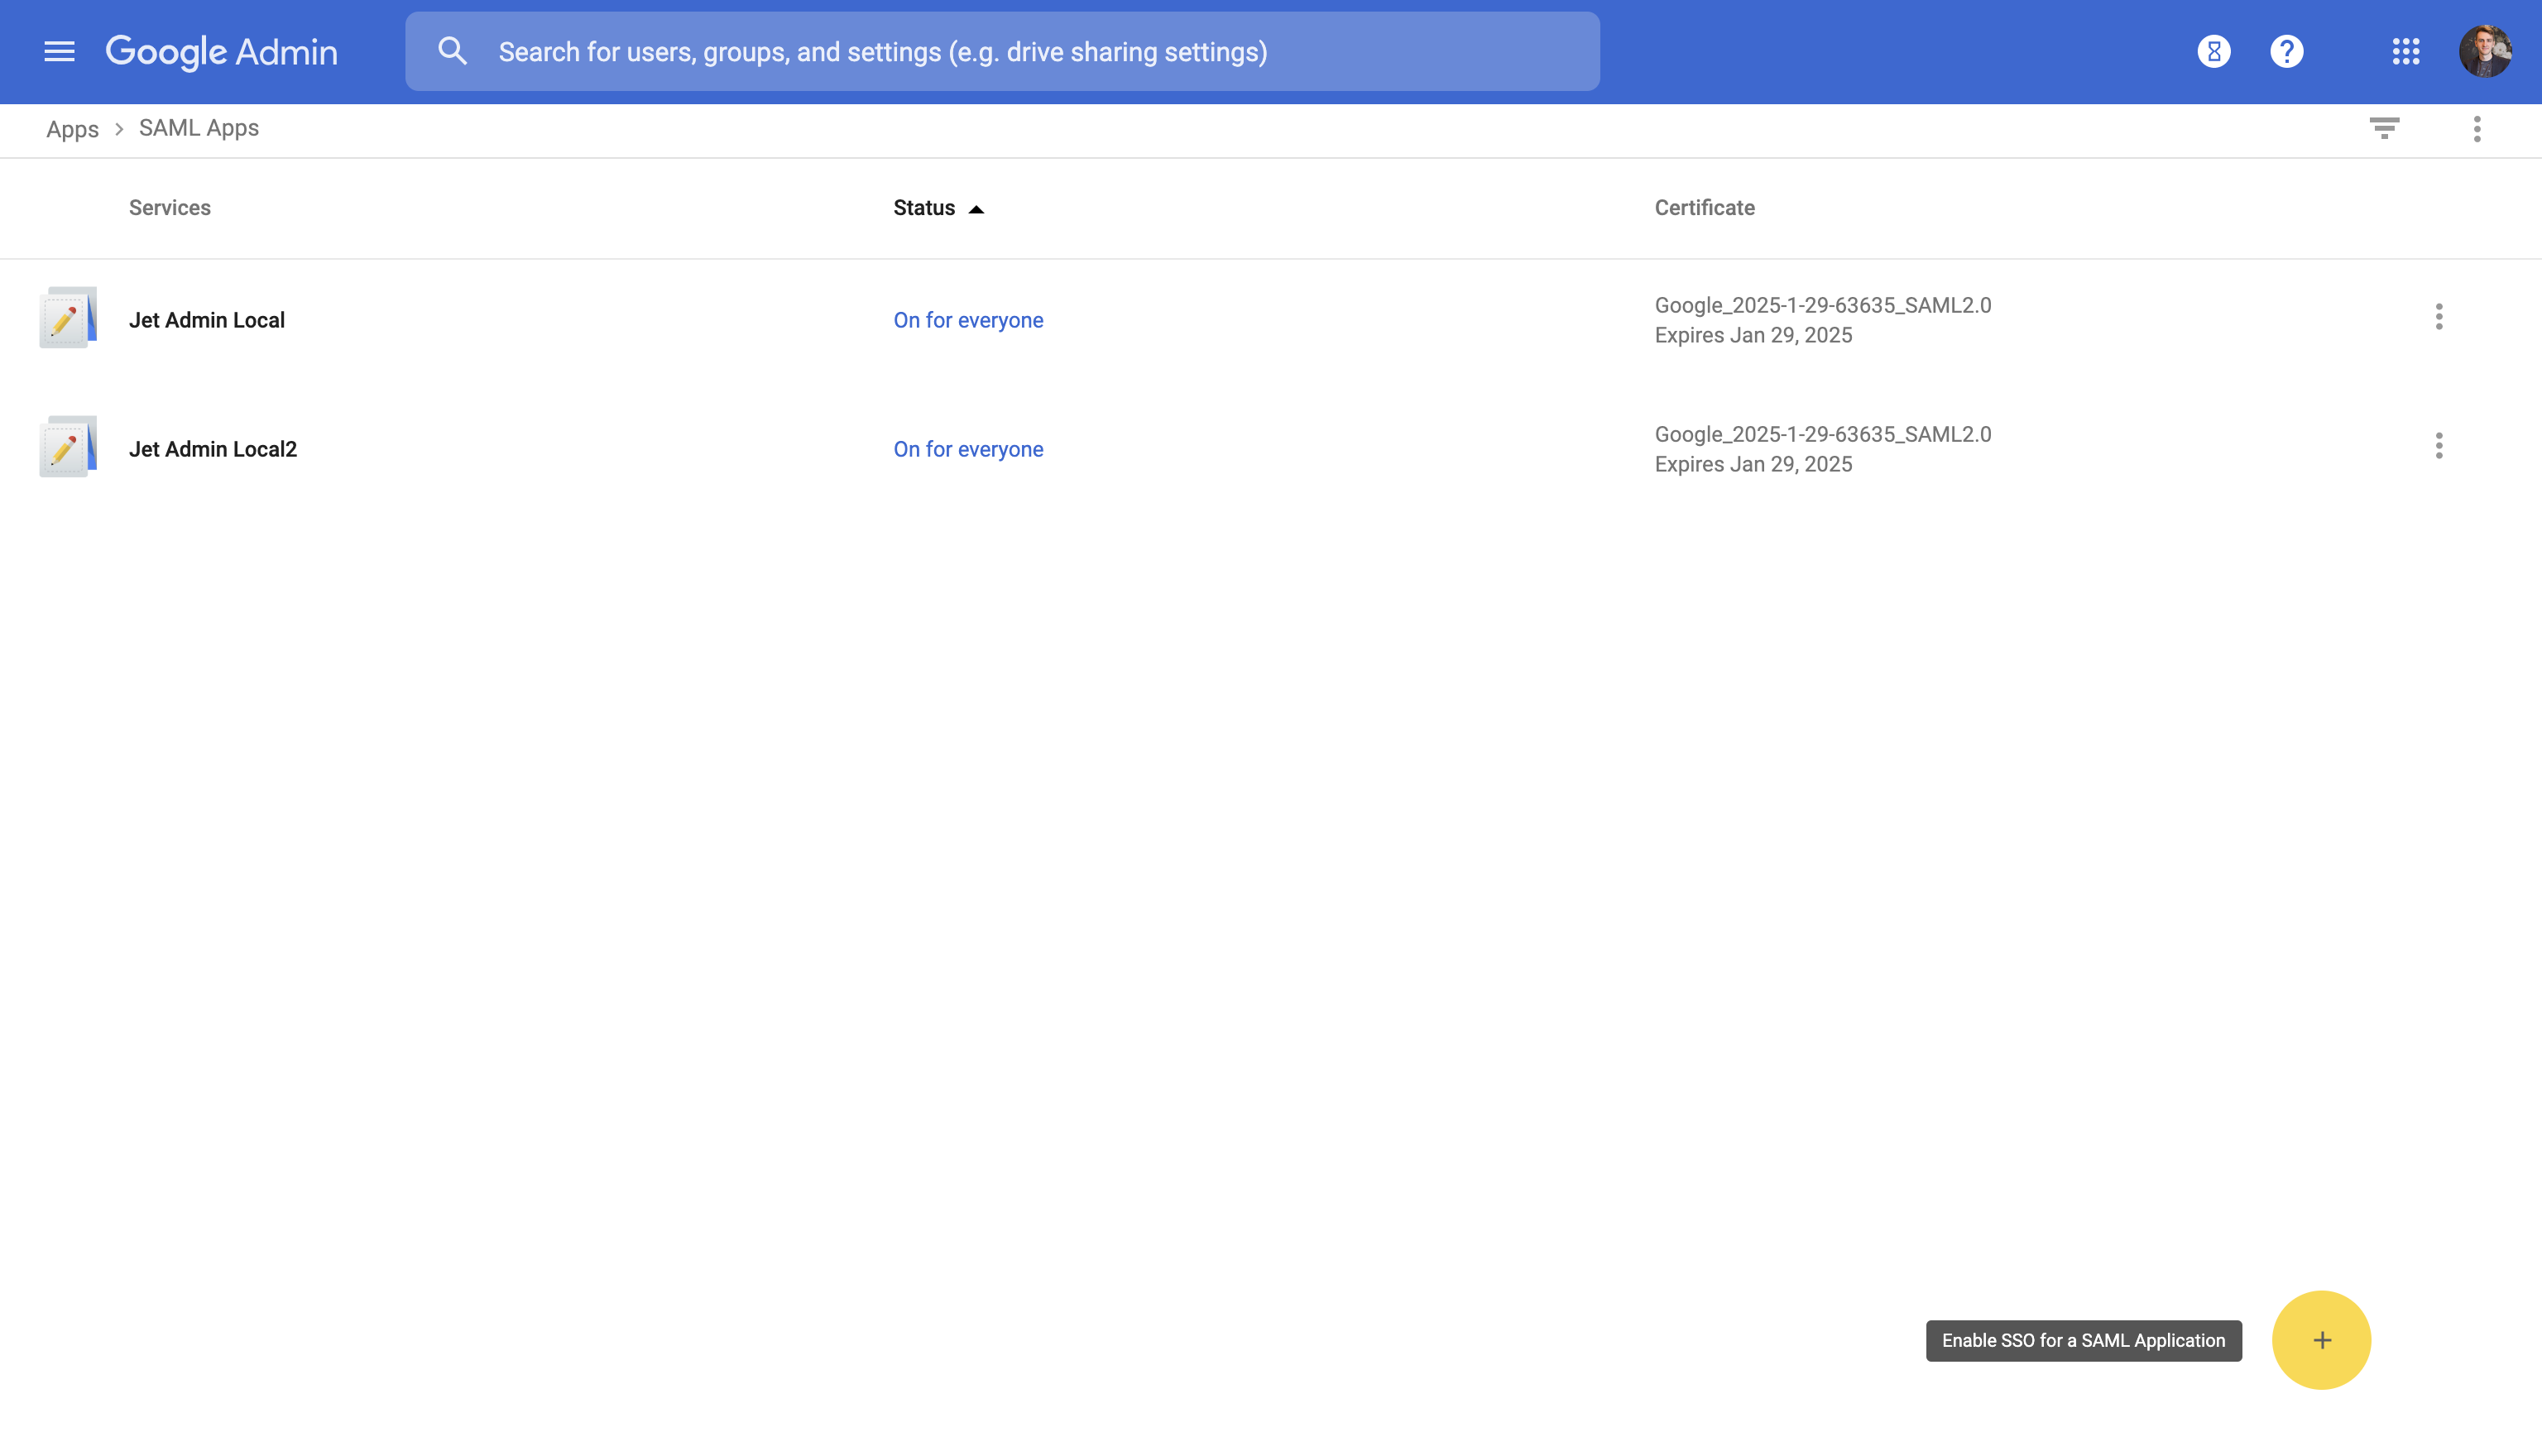 Google Admin
Search for users, groups, and settings (e.g. drive sharing settings)
Apps > SAML Apps
Services Status Certificate
Jet Admin Local On for everyone Google_2025-1-29-63635_SAML2.0
Expires Jan 29, 2025
Jet Admin Local2 On for everyone Google_2025-1-29-63635_SAML2.0
Expires Jan 29, 2025
Enable SSO for a SAML Application